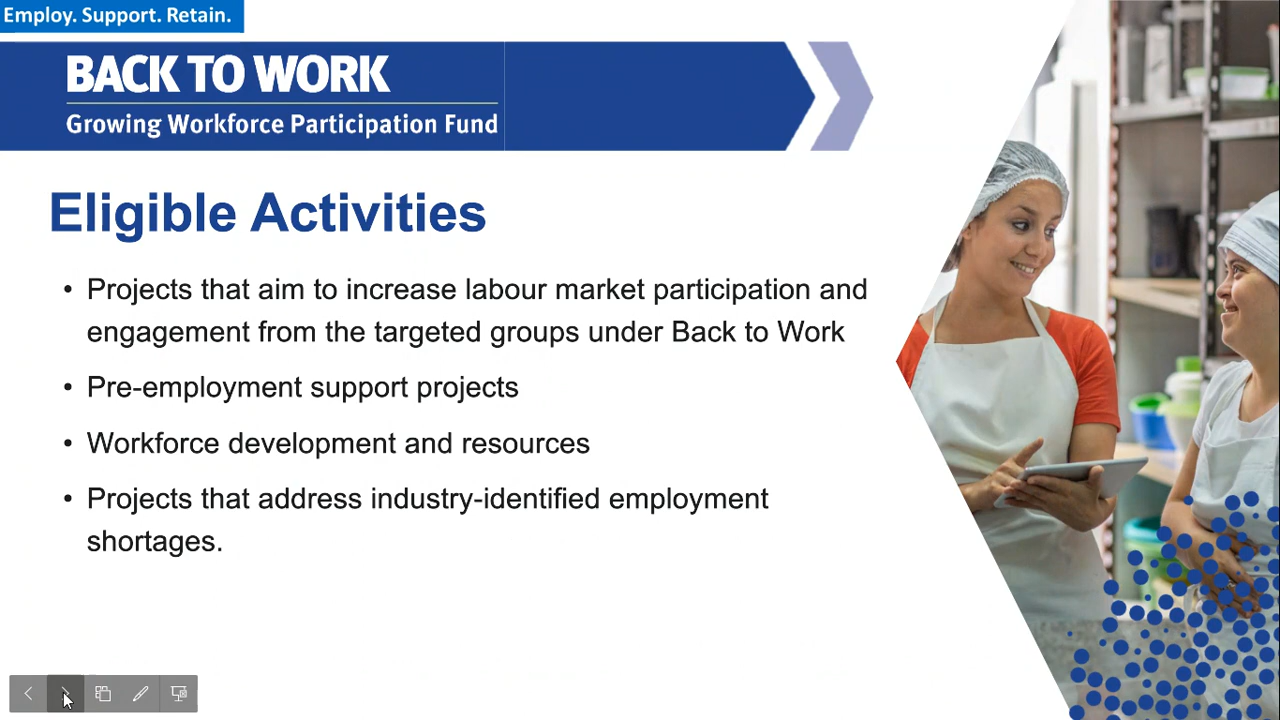 Employ. Support. Retain.
BACK TO WORK
Growing Workforce Participation Fund
Eligible Activities
• Projects that aim to increase labour market participation and
engagement from the targeted groups under Back to Work
• Pre-employment support projects
• Workforce development and resources
• Projects that address industry-identified employment
shortages.